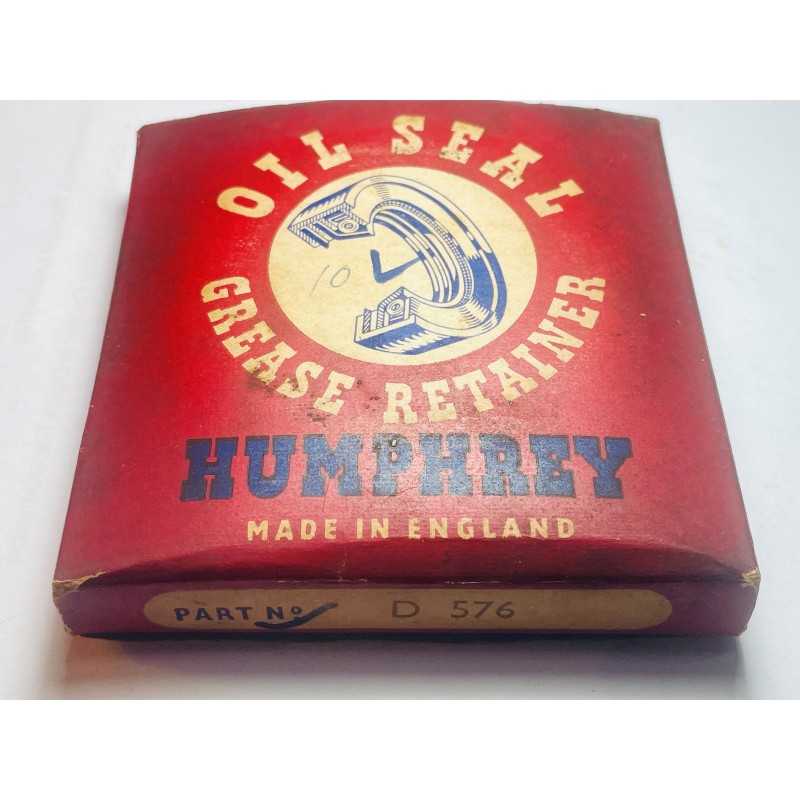 OIL SEAL
10
GREASE RETAINER
HUMPHREY
MADE IN ENGLAND
PART No D 576